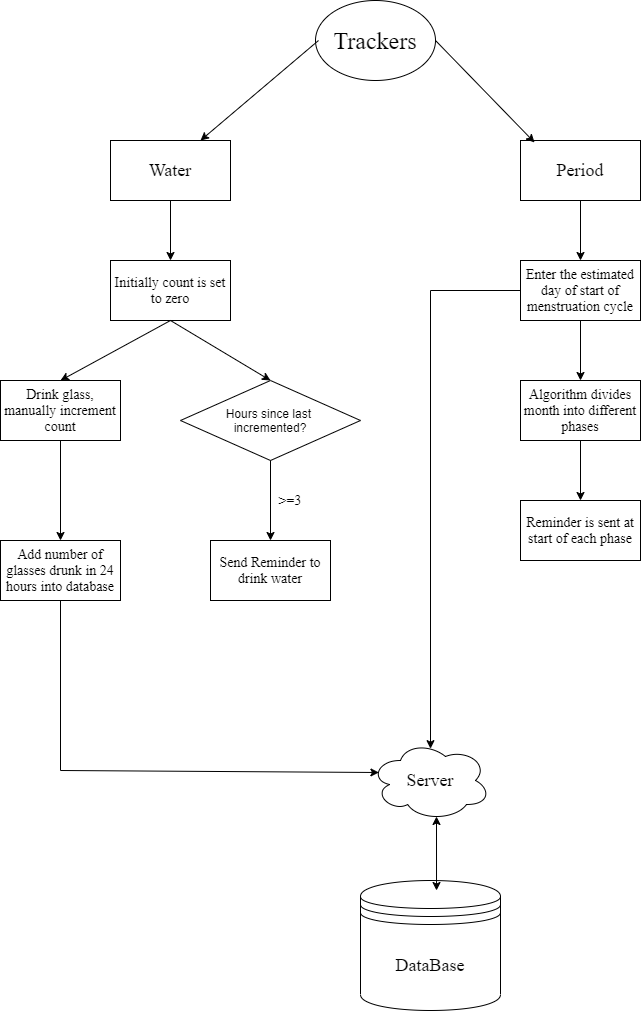 Trackers
Water
Period
Initially count is set
to zero
Enter the estimated
day of start of
menstruation cycle
Drink glass,
manually increment
count
Hours since last
incremented?
Algorithm divides
month into different
phases
>=3
Reminder is sent at
start of each phase
Add number of
glasses drunk in 24
hours into database
Send Reminder to
drink water
Server
DataBase